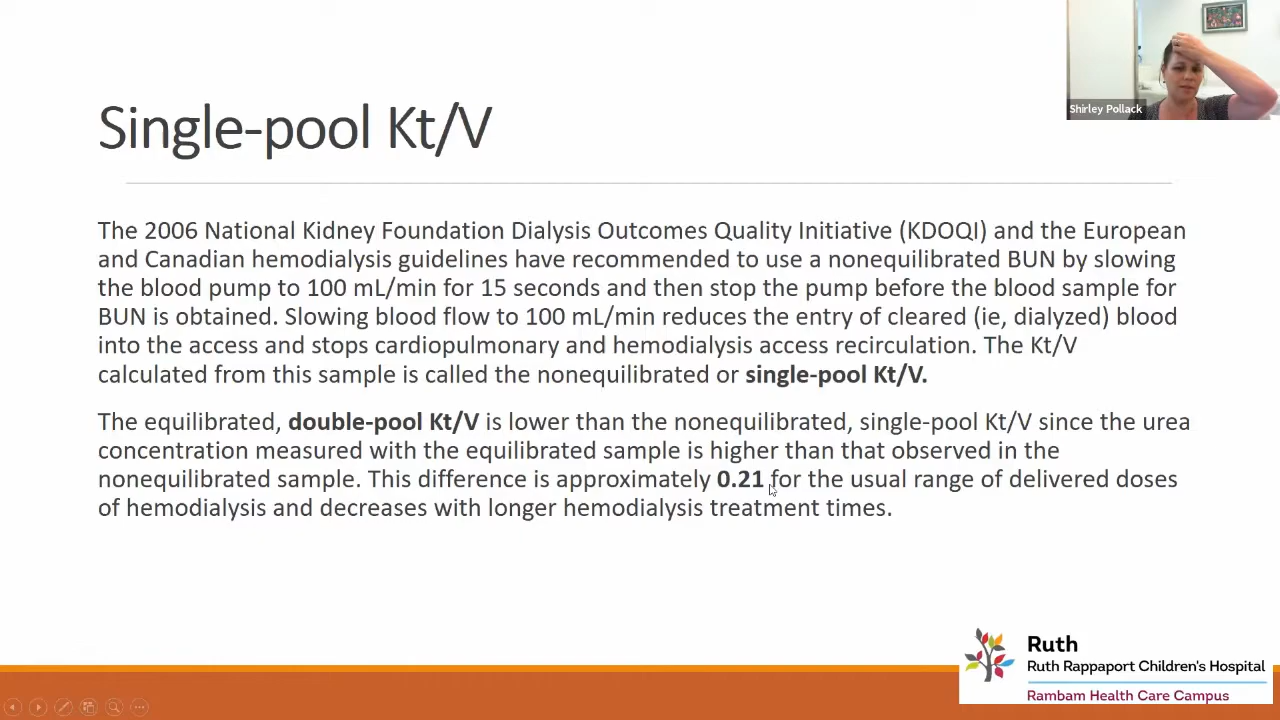 Shirley Pollack
Single-pool Kt/V
The 2006 National Kidney Foundation Dialysis Outcomes Quality Initiative (KDOQI) and the European
and Canadian hemodialysis guidelines have recommended to use a nonequilibrated BUN by slowing
the blood pump to 100 mL/min for 15 seconds and then stop the pump before the blood sample for
BUN is obtained. Slowing blood flow to 100 mL/min reduces the entry of cleared (ie, dialyzed) blood
into the access and stops cardiopulmonary and hemodialysis access recirculation. The Kt/V
calculated from this sample is called the nonequilibrated or single-pool Kt/V.
The equilibrated, double-pool Kt/V is lower than the nonequilibrated, single-pool Kt/V since the urea
concentration measured with the equilibrated sample is higher than that observed in the
nonequilibrated sample. This difference is approximately 0.21 for the usual range of delivered doses
of hemodialysis and decreases with longer hemodialysis treatment times.
Ruth
Ruth Rappaport Children's Hospital
Rambam Health Care Campus